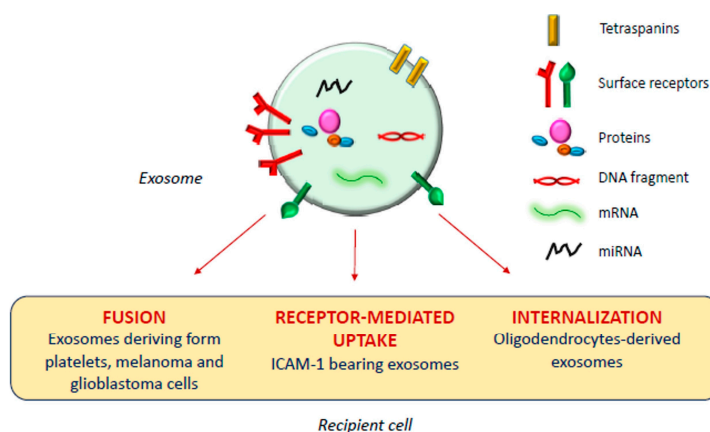 Tetraspanins
Surface receptors
Proteins
DNA fragment
mRNA
miRNA
Exosome
FUSION
Exosomes deriving form
platelets, melanoma and
glioblastoma cells
RECEPTOR-MEDIATED
UPTAKE
ICAM-1 bearing exosomes
INTERNALIZATION
Oligodendrocytes-derived
exosomes
Recipient cell